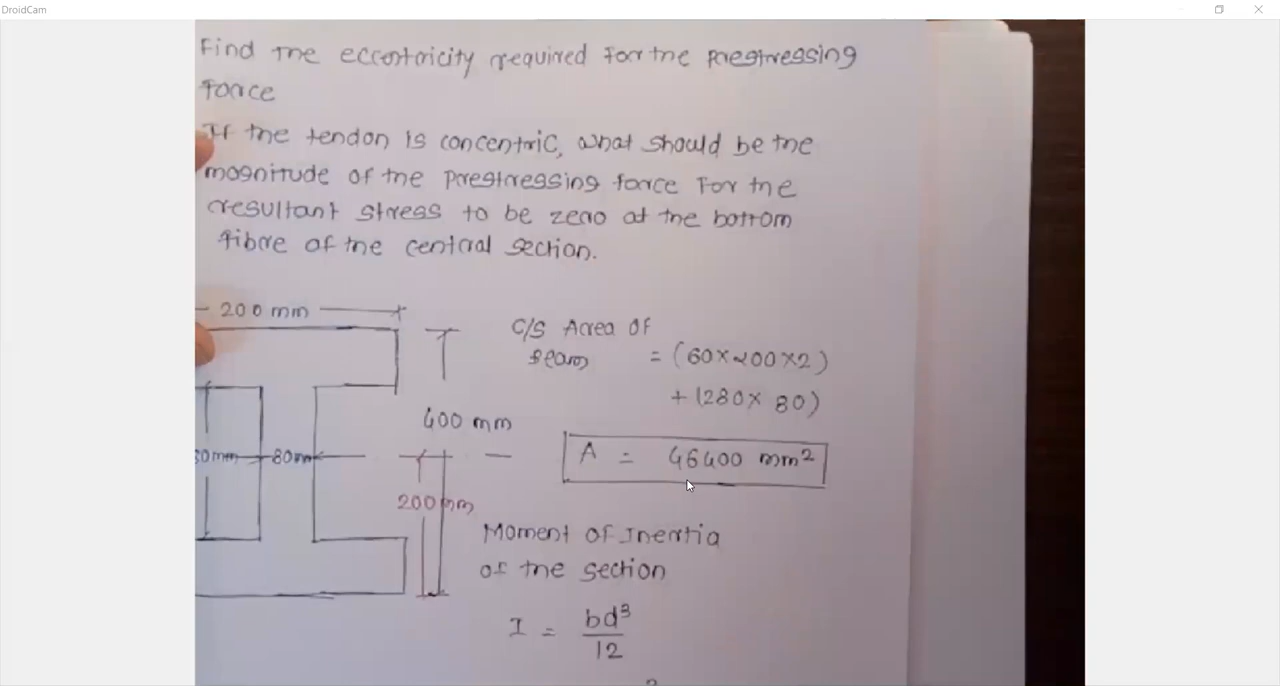 DroidCam
Find the eccentricity required for the prestressing
force
If the tendon is concentric, what should be the
magnitude of the prestressing force For the
resultant stress to be zero at the bottom
fibre of the central section.
200 mm
400 mm
80mm
200 mm
C/S Area OF
Beam = (60×200×2)
+ (280× 80)
A = 46400 mm²
Moment of Inertia
of the section
I = bd³
12